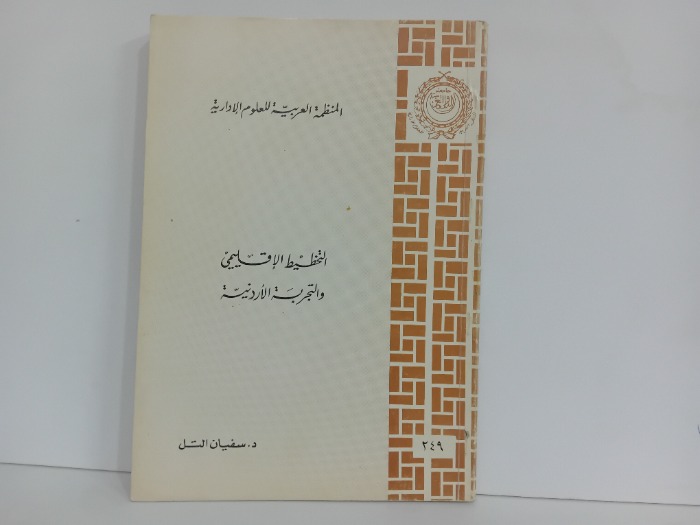 المنظمة العربية للعلوم الإدارية
التخطيط الإقليمي
والتجربة الأردنية
د. سفيان التل
٢٤٩